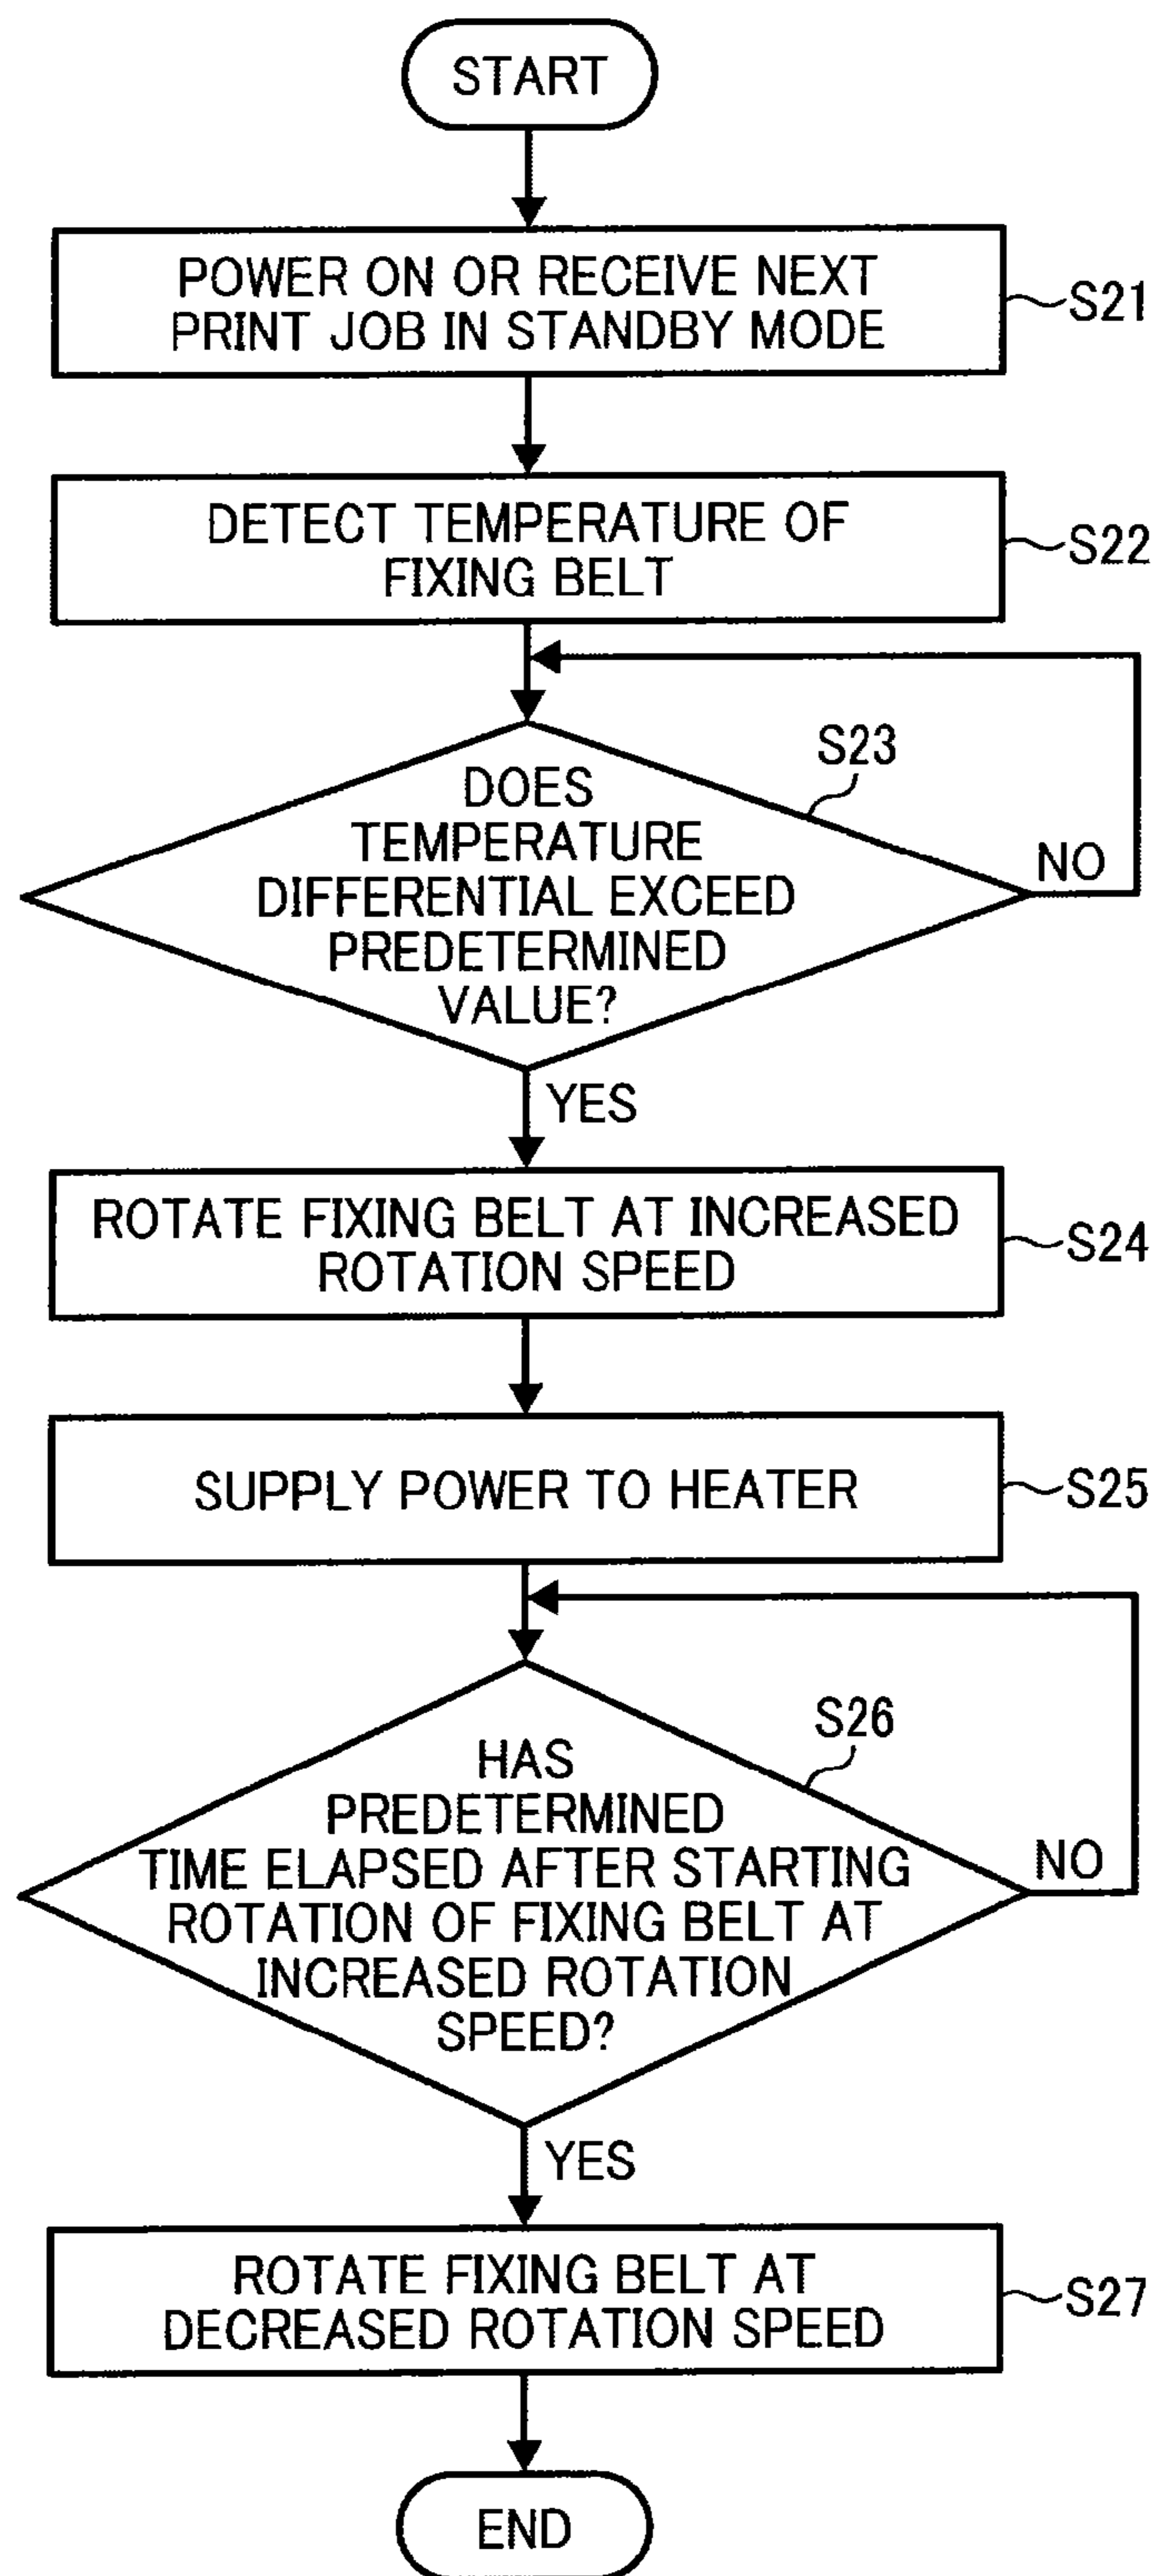 START
POWER ON OR RECEIVE NEXT
PRINT JOB IN STANDBY MODE
S21
DETECT TEMPERATURE OF
FIXING BELT
S22
S23
DOES
TEMPERATURE
DIFFERENTIAL EXCEED
PREDETERMINED
VALUE?
NO
YES
ROTATE FIXING BELT AT INCREASED
ROTATION SPEED
S24
SUPPLY POWER TO HEATER
S25
S26
HAS
PREDETERMINED
TIME ELAPSED AFTER STARTING
ROTATION OF FIXING BELT AT
INCREASED ROTATION
SPEED?
NO
YES
ROTATE FIXING BELT AT
DECREASED ROTATION SPEED
S27
END